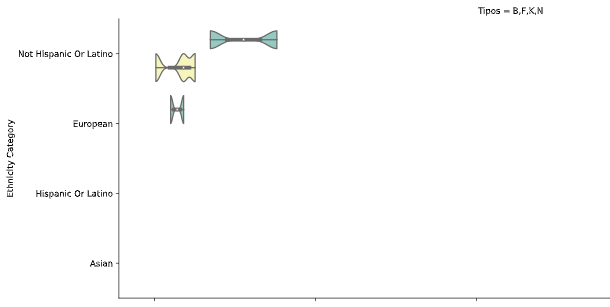 Tipos = B,F,K,N
Not Hispanic Or Latino
European
Hispanic Or Latino
Asian
Ethnicity Category